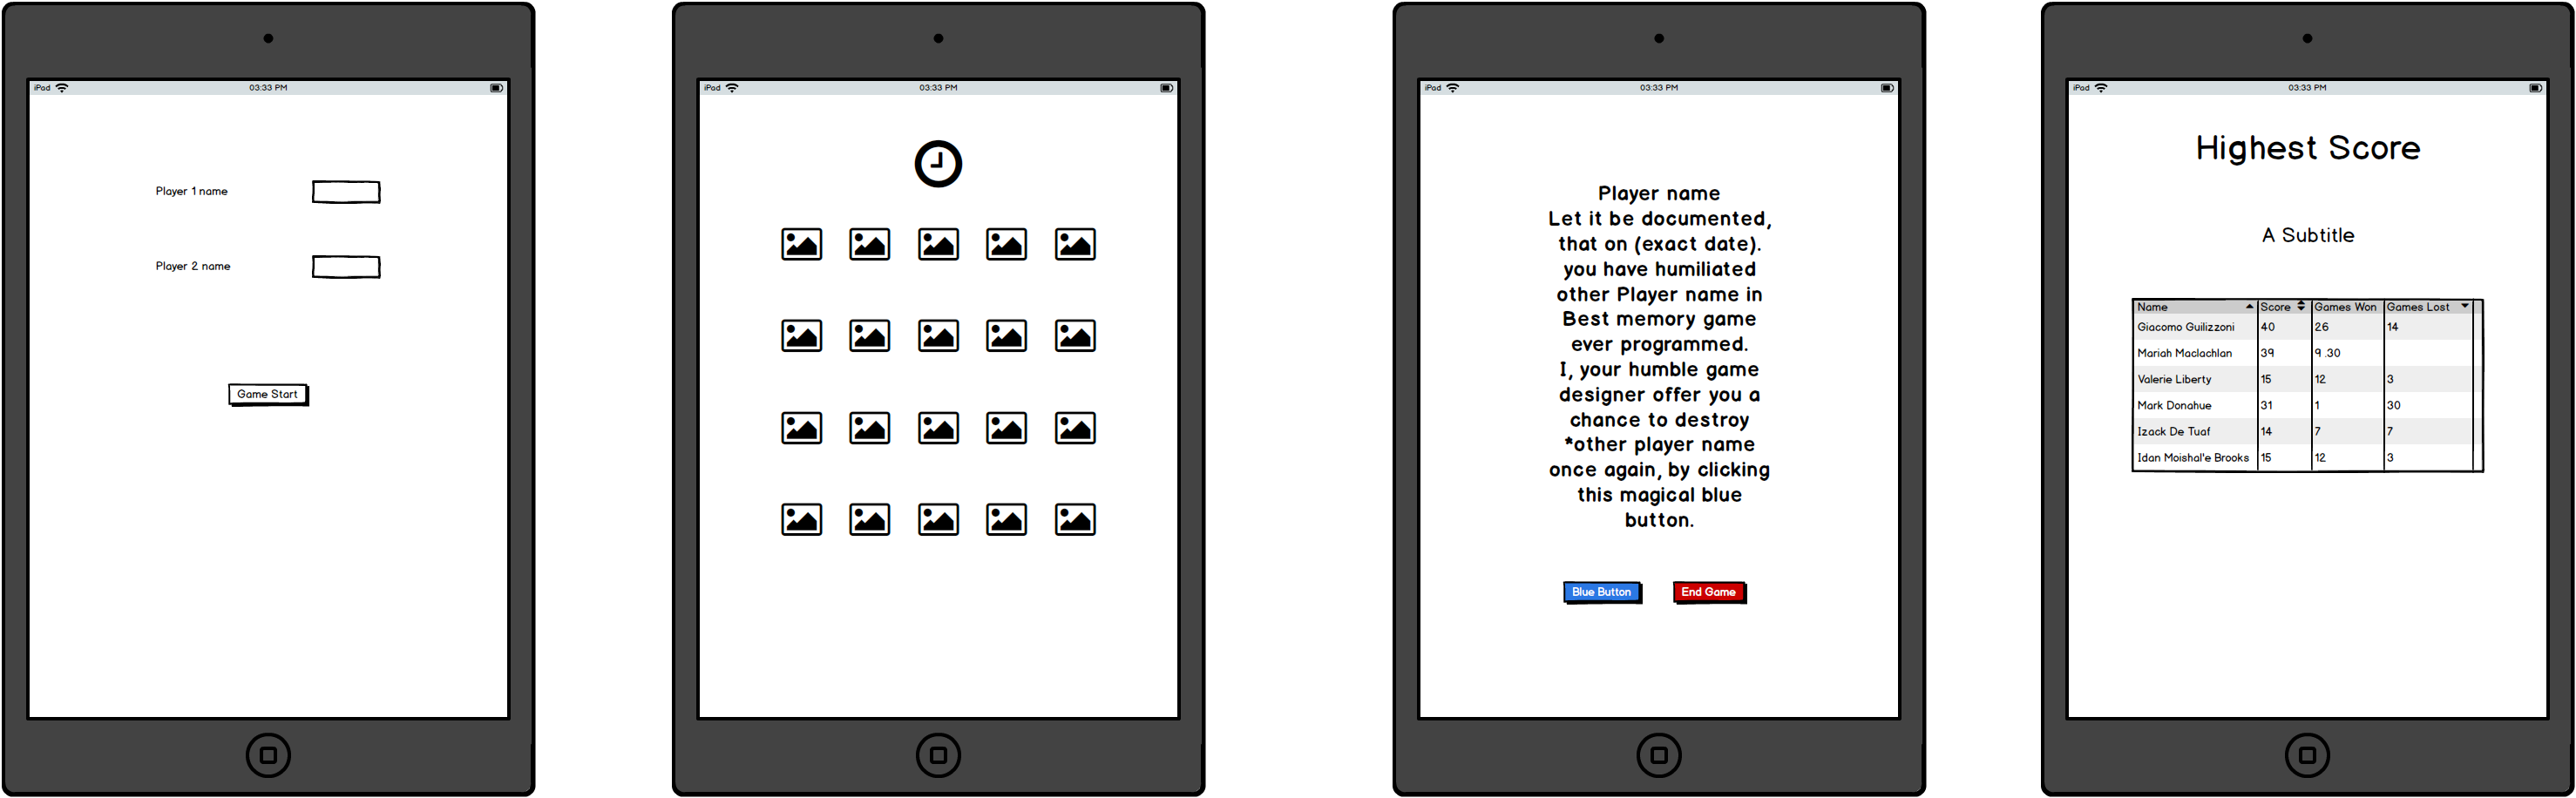 iPad 03:33 PM
Player 1 name
Player 2 name
Game Start
iPad 03:33 PM
iPad 03:33 PM
Player name
Let it be documented,
that on (exact date).
you have humiliated
other Player name in
Best memory game
ever programmed.
I, your humble game
designer offer you a
chance to destroy
*other player name
once again, by clicking
this magical blue
button.
Blue Button End Game
iPad 03:33 PM
Highest Score
A Subtitle
Name Score Games Won Games Lost
Giacomo Guilizzoni 40 26 14
Mariah Maclachlan 39 9 .30
Valerie Liberty 15 12 3
Mark Donahue 31 1 30
Izack De Tuaf 14 7 7
Idan Moishal'e Brooks 15 12 3